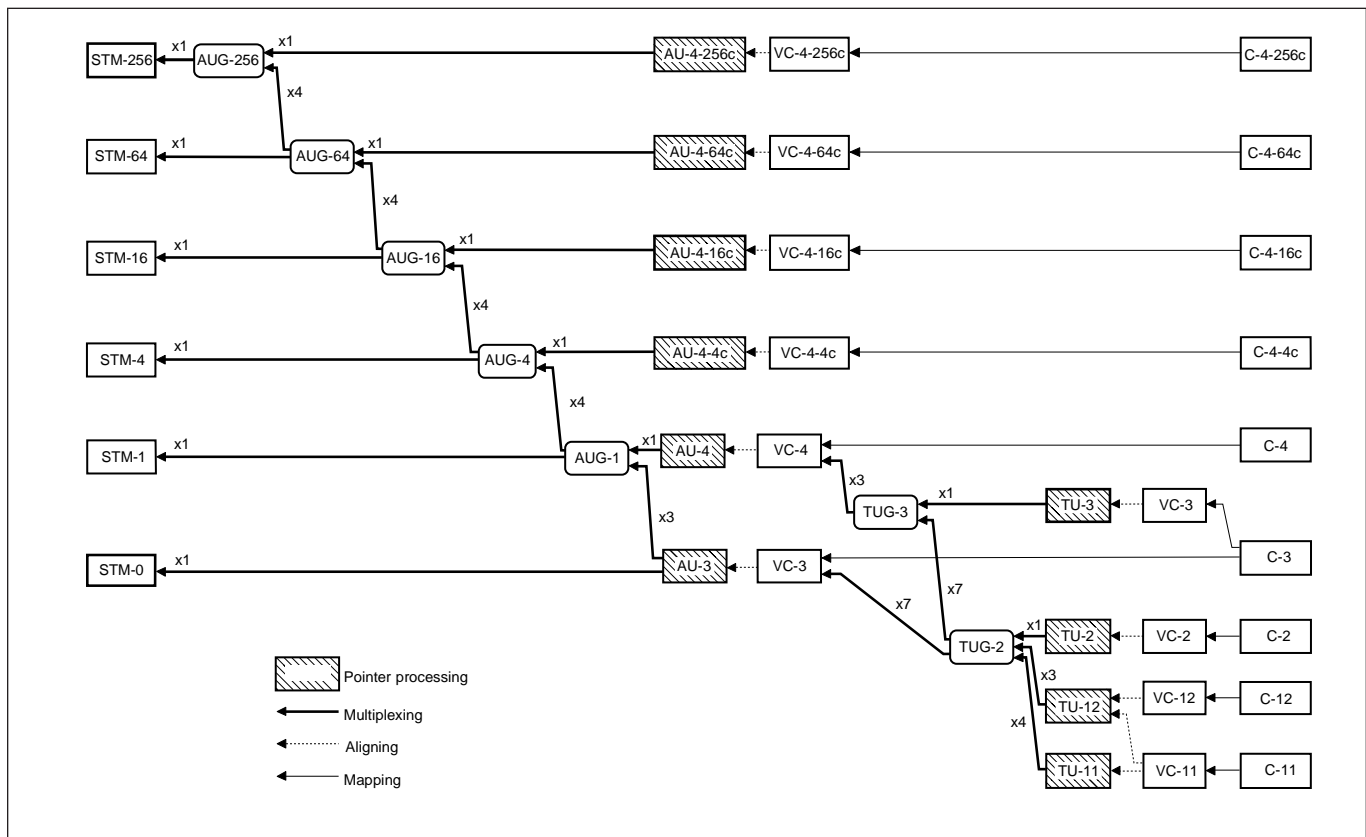 x1 x1
STM-256 AUG-256 AU-4-256c VC-4-256c C-4-256c
x4
x1 x1
STM-64 AUG-64 AU-4-64c VC-4-64c C-4-64c
x4
x1 x1
STM-16 AUG-16 AU-4-16c VC-4-16c C-4-16c
x4
x1 x1
STM-4 AUG-4 AU-4-4c VC-4-4c C-4-4c
x4
x1 x1
STM-1 AUG-1 AU-4 VC-4 C-4
x3 x1
TUG-3 TU-3 VC-3
x3
x1
STM-0 AU-3 VC-3 C-3
x7 x7
x1
TUG-2 TU-2 VC-2 C-2
x3
TU-12 VC-12 C-12
x4
TU-11 VC-11 C-11
Pointer processing
Multiplexing
Aligning
Mapping